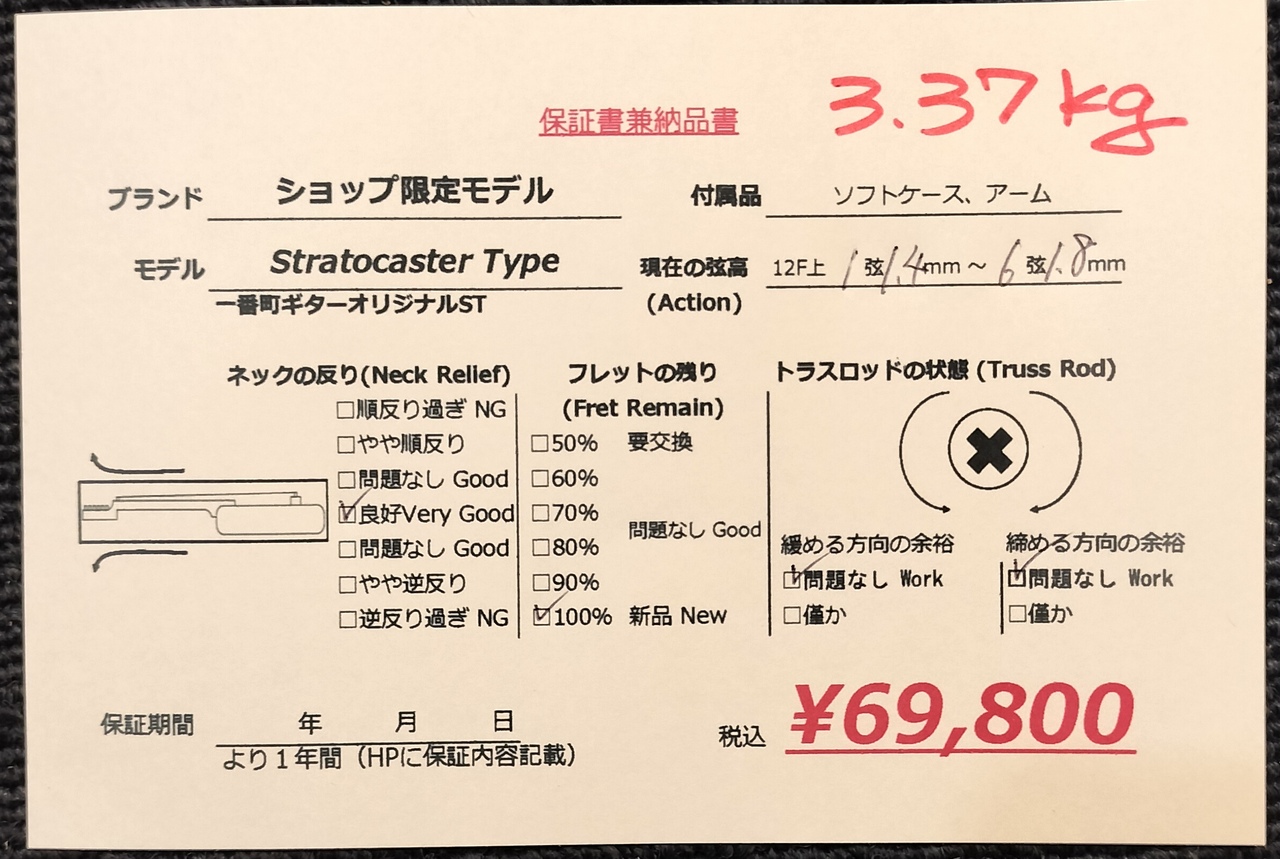 3.37kg
保証書兼納品書
ブランド ショップ限定モデル 付属品 ソフトケース、アーム
モデル Stratocaster Type 現在の弦高 12F上 1弦1.4mm～6弦1.8mm
一番町ギターオリジナルST (Action)
ネックの反り(Neck Relief) フレットの残り トラスロッドの状態 (Truss Rod)
□順反り過ぎ NG (Fret Remain)
□やや順反り □50% 要交換
□問題なし Good □60%
☑良好Very Good □70%
問題なし Good
□問題なし Good □80% 緩める方向の余裕 締める方向の余裕
□やや逆反り □90% ☑問題なし Work ☑問題なし Work
□逆反り過ぎ NG ☑100% 新品 New □僅か □僅か
保証期間 年 月 日 税込 ¥69,800
より１年間（HPに保証内容記載）